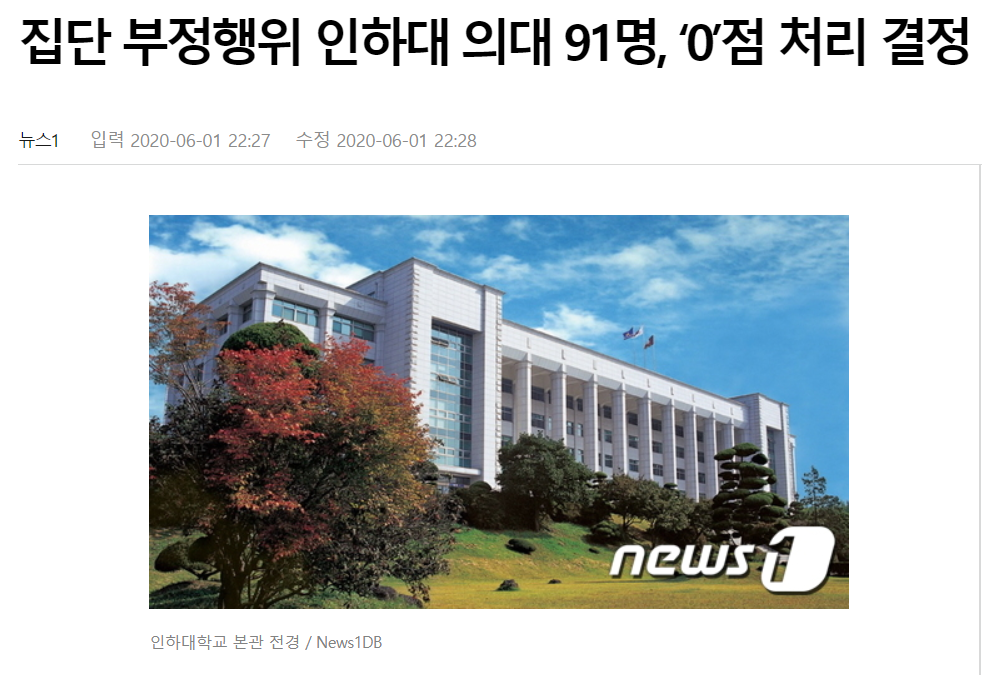 집단 부정행위 인하대 의대 91명, ‘0’점 처리 결정
뉴스1 입력 2020-06-01 22:27 수정 2020-06-01 22:28
news1
인하대학교 본관 전경 / News1DB